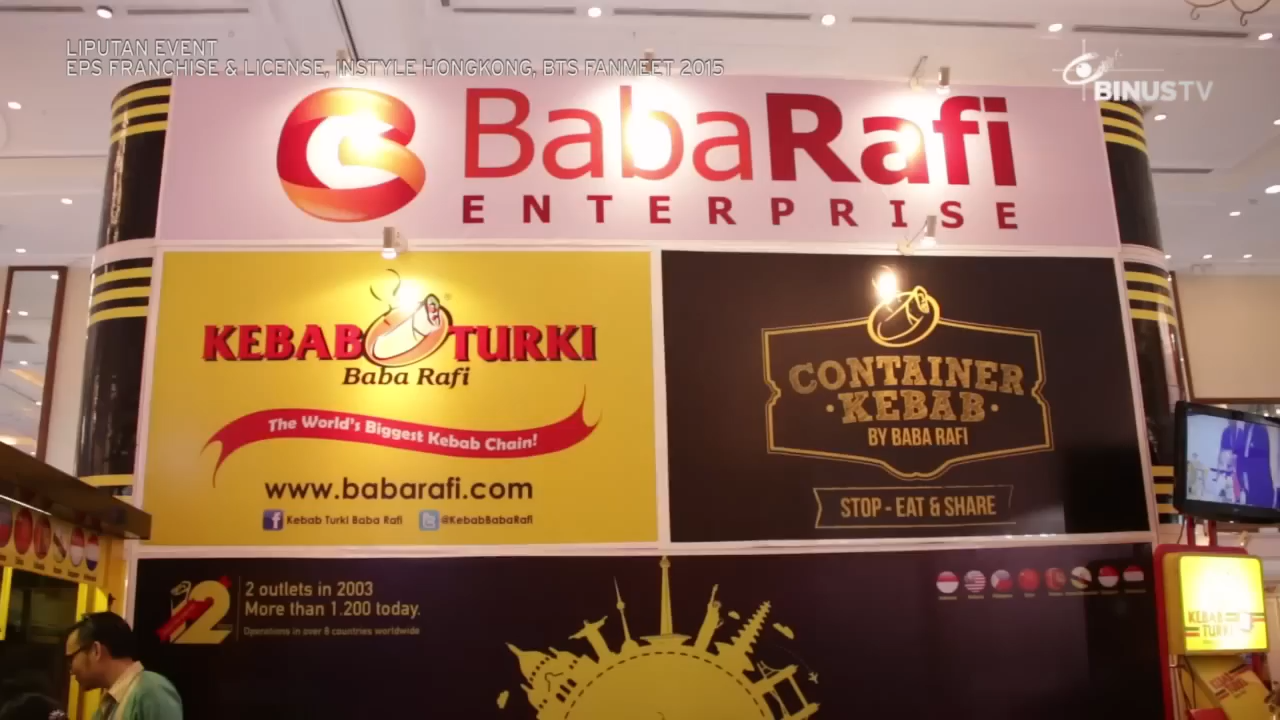 LIPUTAN EVENT
EPS FRANCHISE & LICENSE, INSTYLE HONGKONG, BTS FANMEET 2015
BINUSTV
BabaRafi
ENTERPRISE
KEBAB TURKI
Baba Rafi
The World's Biggest Kebab Chain!
www.babarafi.com
Kebab Turki Baba Rafi
@KebabBabaRafi
CONTAINER
KEBAB
BY BABA RAFI
STOP - EAT & SHARE
2 outlets in 2003
More than 1.200 today.
Operations in over 8 countries worldwide
KEBAB
TURKI